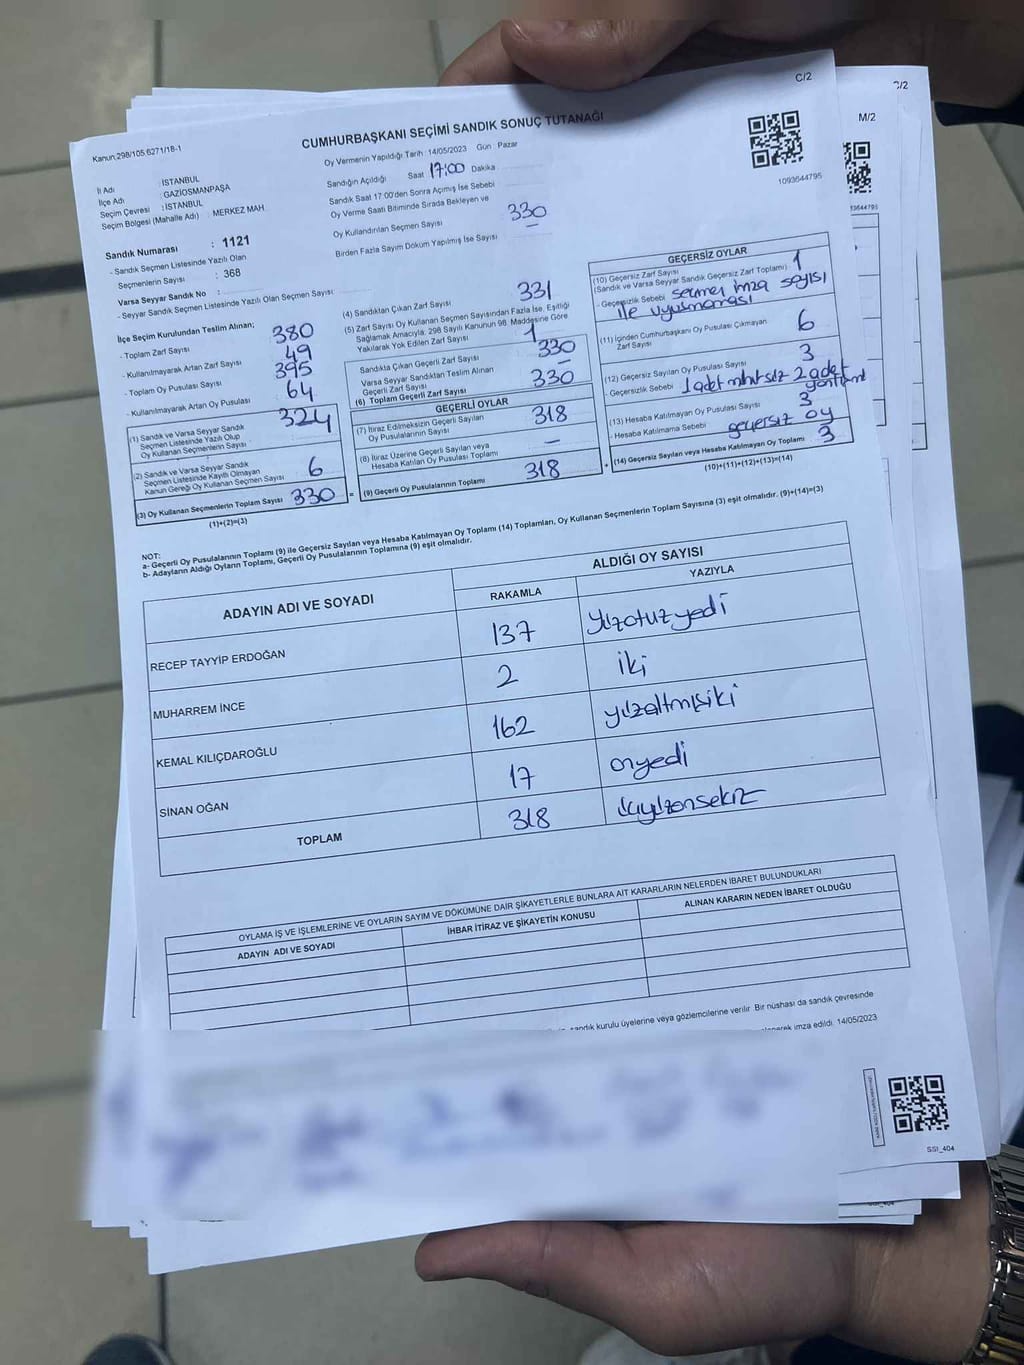 C/2
C/2
M/2
Kanun:298/105,6271/18-1
CUMHURBAŞKANI SEÇİMİ SANDIK SONUÇ TUTANAĞI
Oy Vermenin Yapıldığı Tarih : 14/05/2023 Gün Pazar
Sandığın Açıldığı Saat 17:00 Dakika
Sandık Saat 17:00'den Sonra Açımış İse Sebebi
Oy Verme Saati Bitiminde Sırada Bekleyen ve
Oy Kullandırılan Seçmen Sayısı 330
Birden Fazla Sayım Döküm Yapılmış İse Sayısı
1093644795
İl Adı : İSTANBUL
İlçe Adı : GAZİOSMANPAŞA
Seçim Çevresi : İSTANBUL
Seçim Bölgesi (Mahalle Adı) : MERKEZ MAH.
Sandık Numarası : 1121
- Sandık Seçmen Listesinde Yazılı Olan
Seçmenlerin Sayısı : 368
Varsa Seyyar Sandık No :
- Seyyar Sandık Seçmen Listesinde Yazılı Olan Seçmen Sayısı:
İlçe Seçim Kurulundan Teslim Alınan;
- Toplam Zarf Sayısı 380
- Kullanılmayarak Artan Zarf Sayısı 49
- Toplam Oy Pusulası Sayısı 395
- Kullanılmayarak Artan Oy Pusulası 64
(1) Sandık ve Varsa Seyyar Sandık
Seçmen Listesinde Yazılı Olup
Oy Kullanan Seçmenlerin Sayısı 324
(2) Sandık ve Varsa Seyyar Sandık
Seçmen Listesinde Kayıtlı Olmayan
Kanun Gereği Oy Kullanan Seçmen Sayısı 6
(3) Oy Kullanan Seçmenlerin Toplam Sayısı 330
(1)+(2)=(3)
(4) Sandıktan Çıkan Zarf Sayısı 331
(5) Zarf Sayısı Oy Kullanan Seçmen Sayısından Fazla İse, Eşitliği
Sağlamak Amacıyla, 298 Sayılı Kanunun 98. Maddesine Göre
Yakılarak Yok Edilen Zarf Sayısı 1
Sandıkta Çıkan Geçerli Zarf Sayısı 330
Varsa Seyyar Sandıktan Teslim Alınan
Geçerli Zarf Sayısı
(6) Toplam Geçerli Zarf Sayısı 330
GEÇERLİ OYLAR
(7) İtiraz Edilmeksizin Geçerli Sayılan
Oy Pusulalarının Sayısı 318
(8) İtiraz Üzerine Geçerli Sayılan veya
Hesaba Katılan Oy Pusulası Toplamı –
(9) Geçerli Oy Pusulalarının Toplamı 318
GEÇERSİZ OYLAR
(10) Geçersiz Zarf Sayısı
(Sandık ve Varsa Seyyar Sandık Geçersiz Zarf Toplamı) 1
- Geçersizlik Sebebi seçmen imza sayısı
ile uyuşmaması
(11) İçinden Cumhurbaşkanı Oy Pusulası Çıkmayan
Zarf Sayısı 6
(12) Geçersiz Sayılan Oy Pusulası Sayısı 3
- Geçersizlik Sebebi 1 adet mühürsiz 2 adet
(13) Hesaba Katılmayan Oy Pusulası Sayısı 3
- Hesaba Katılmama Sebebi geçersiz oy
(14) Geçersiz Sayılan veya Hesaba Katılmayan Oy Toplamı 3
(10)+(11)+(12)+(13)=(14)
NOT:
a- Geçerli Oy Pusulalarının Toplamı (9) ile Geçersiz Sayılan veya Hesaba Katılmayan Oy Toplamı (14) Toplamları, Oy Kullanan Seçmenlerin Toplam Sayısına (3) eşit olmalıdır. (9)+(14)=(3)
b- Adayların Aldığı Oyların Toplamı, Geçerli Oy Pusulalarının Toplamına (9) eşit olmalıdır.
ADAYIN ADI VE SOYADI
ALDIĞI OY SAYISI
RAKAMLA
YAZIYLA
RECEP TAYYİP ERDOĞAN 137 yüzotuzyedi
MUHARREM İNCE 2 iki
KEMAL KILIÇDAROĞLU 162 yüzaltmışiki
SİNAN OĞAN 17 onyedi
TOPLAM 318 üçyüzonsekiz
OYLAMA İŞ VE İŞLEMLERİNE VE OYLARIN SAYIM VE DÖKÜMÜNE DAİR ŞİKAYETLERLE BUNLARA AİT KARARLARIN NELERDEN İBARET BULUNDUKLARI
ADAYIN ADI VE SOYADI
İHBAR İTİRAZ VE ŞİKAYETİN KONUSU
ALINAN KARARIN NEDEN İBARET OLDUĞU
sandık kurulu üyelerine veya gözlemcilerine verilir. Bir nüshası da sandık çevresinde
imza edildi. 14/05/2023
SSI_404